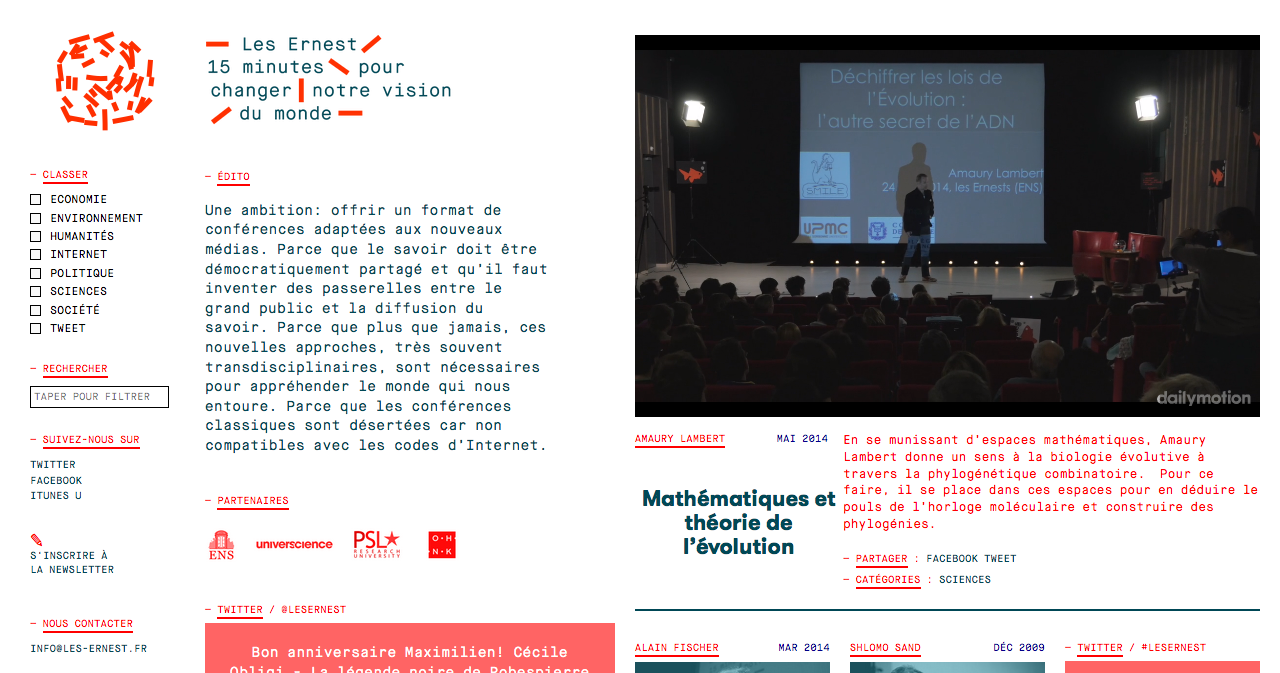 Les Ernest
15 minutes pour
changer notre vision
du monde
— CLASSER
ECONOMIE
ENVIRONNEMENT
HUMANITÉS
INTERNET
POLITIQUE
SCIENCES
SOCIÉTÉ
TWEET
— RECHERCHER
TAPER POUR FILTRER
— SUIVEZ-NOUS SUR
TWITTER
FACEBOOK
ITUNES U
✎
S'INSCRIRE À
LA NEWSLETTER
— NOUS CONTACTER
INFO@LES-ERNEST.FR
— ÉDITO
Une ambition: offrir un format de
conférences adaptées aux nouveaux
médias. Parce que le savoir doit être
démocratiquement partagé et qu'il faut
inventer des passerelles entre le
grand public et la diffusion du
savoir. Parce que plus que jamais, ces
nouvelles approches, très souvent
transdisciplinaires, sont nécessaires
pour appréhender le monde qui nous
entoure. Parce que les conférences
classiques sont désertées car non
compatibles avec les codes d'Internet.
— PARTENAIRES
ENS
universcience
PSL★
RESEARCH
UNIVERSITY
O·H·
·N·K
— TWITTER / @LESERNEST
Bon anniversaire Maximilien! Cécile
Obligi - La légende noire de Robespierre
Déchiffrer les lois de
l'Évolution :
l'autre secret de l'ADN
SMILE
Amaury Lambert
24 014, les Ernests (ENS)
UPMC
dailymotion
AMAURY LAMBERT MAI 2014
Mathématiques et
théorie de
l'évolution
En se munissant d'espaces mathématiques, Amaury
Lambert donne un sens à la biologie évolutive à
travers la phylogénétique combinatoire. Pour ce
faire, il se place dans ces espaces pour en déduire le
pouls de l'horloge moléculaire et construire des
phylogénies.
— PARTAGER : FACEBOOK TWEET
— CATÉGORIES : SCIENCES
ALAIN FISCHER MAR 2014
SHLOMO SAND DÉC 2009
— TWITTER / #LESERNEST